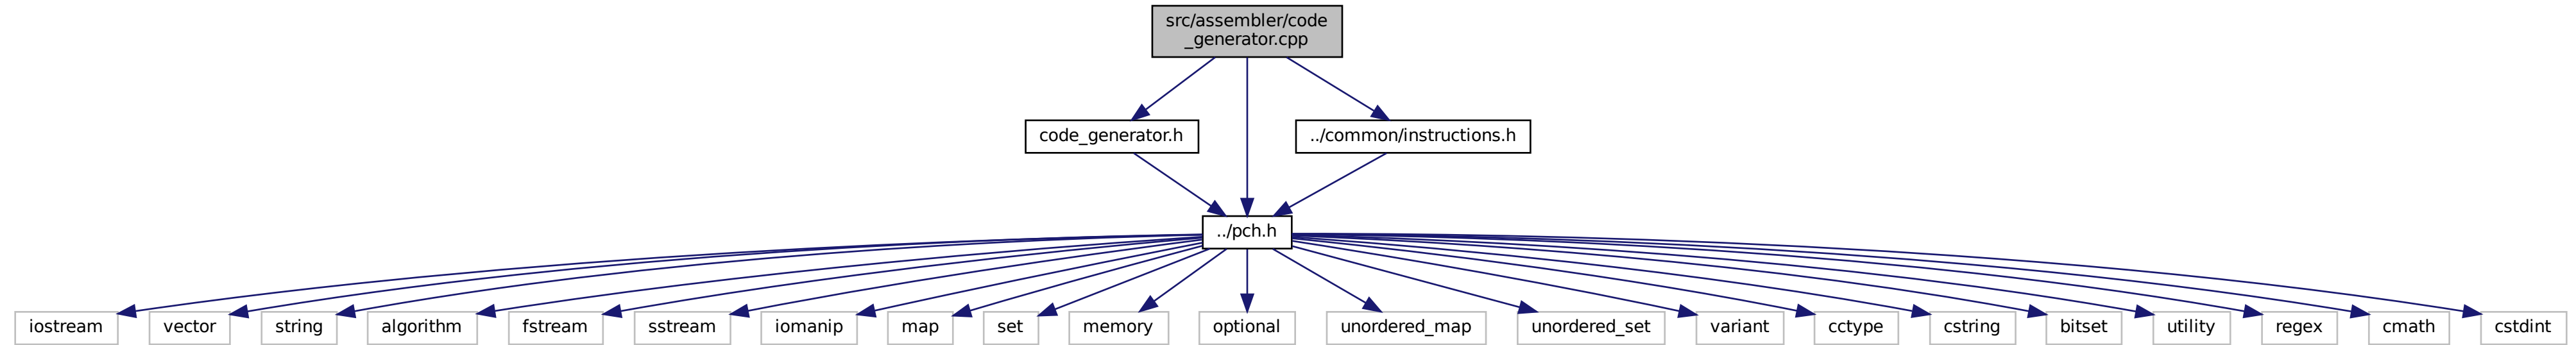 src/assembler/code
_generator.cpp
code_generator.h
../common/instructions.h
../pch.h
iostream
vector
string
algorithm
fstream
sstream
iomanip
map
set
memory
optional
unordered_map
unordered_set
variant
cctype
cstring
bitset
utility
regex
cmath
cstdint